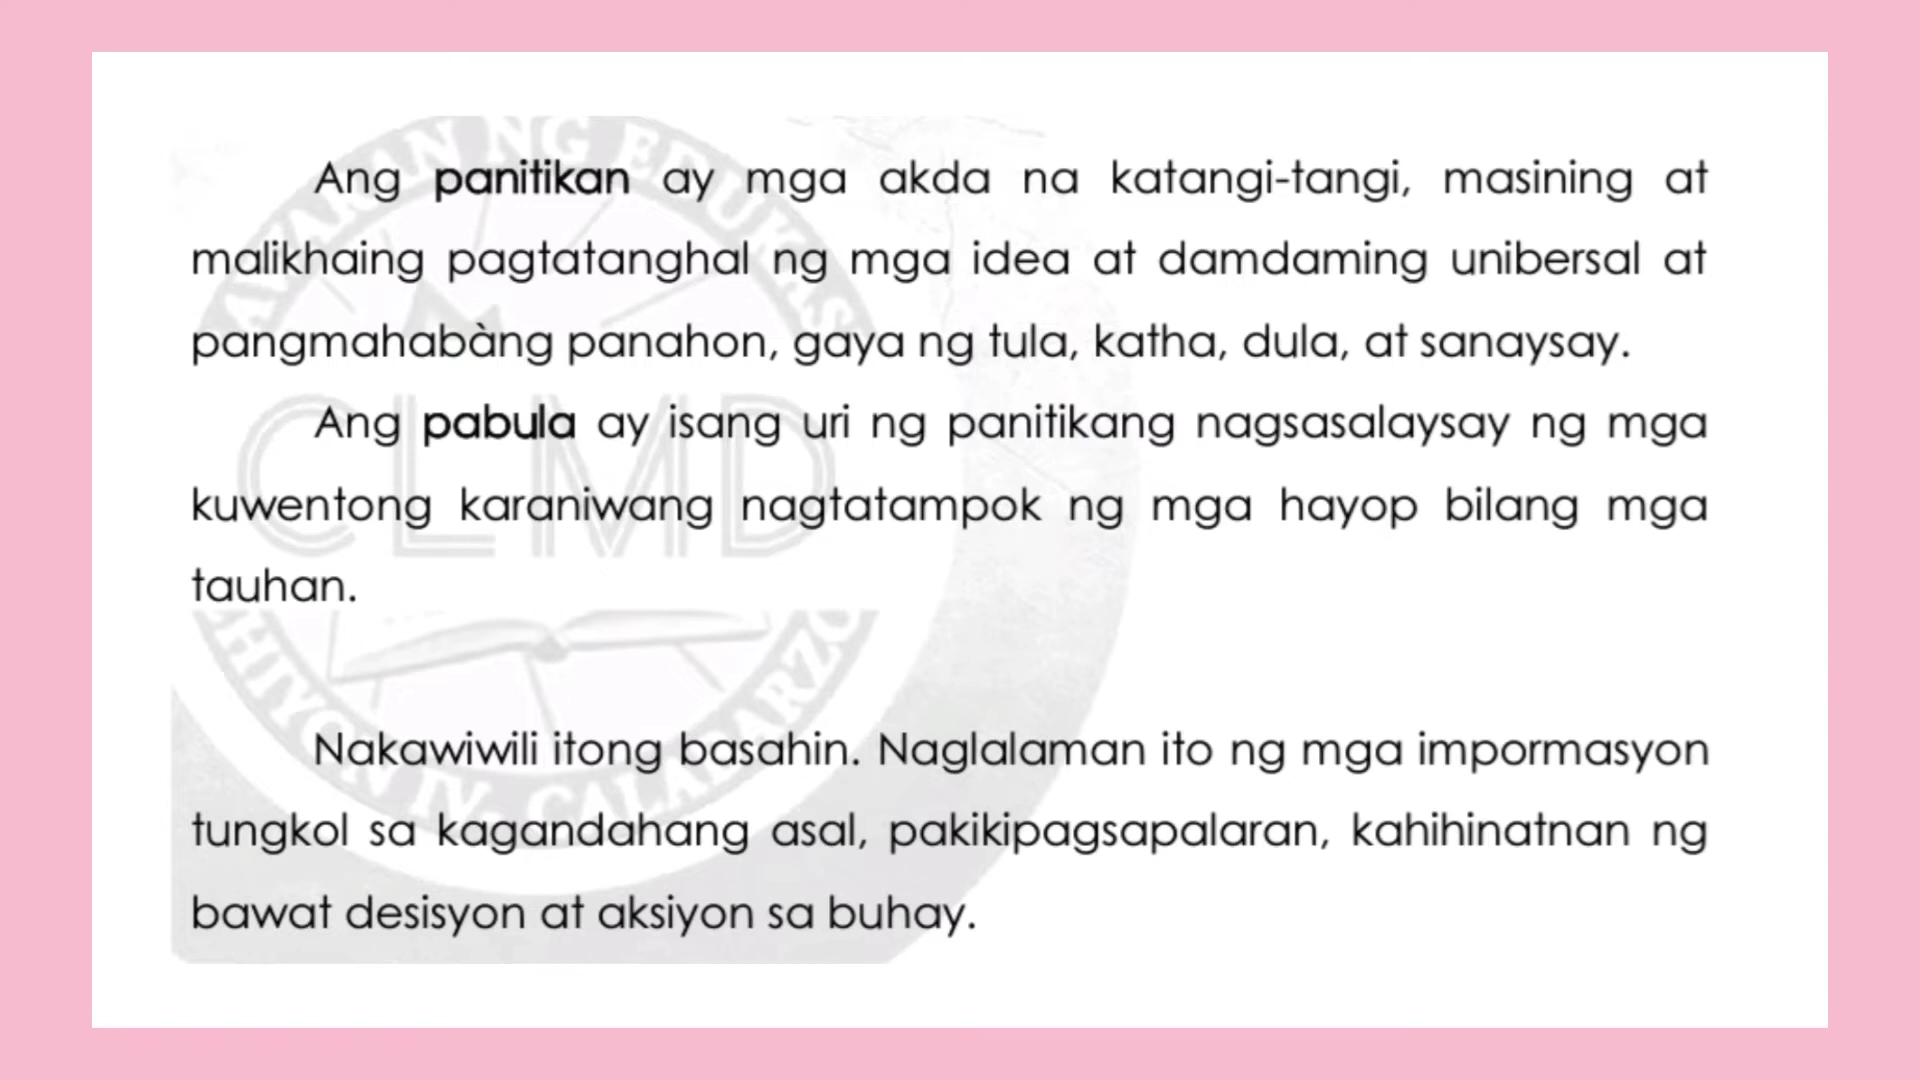 Ang panitikan ay mga akda na katangi-tangi, masining at
malikhaing pagtatanghal ng mga idea at damdaming unibersal at
pangmahabàng panahon, gaya ng tula, katha, dula, at sanaysay.
Ang pabula ay isang uri ng panitikang nagsasalaysay ng mga
kuwentong karaniwang nagtatampok ng mga hayop bilang mga
tauhan.
Nakawiwili itong basahin. Naglalaman ito ng mga impormasyon
tungkol sa kagandahang asal, pakikipagsapalaran, kahihinatnan ng
bawat desisyon at aksiyon sa buhay.
CLMD